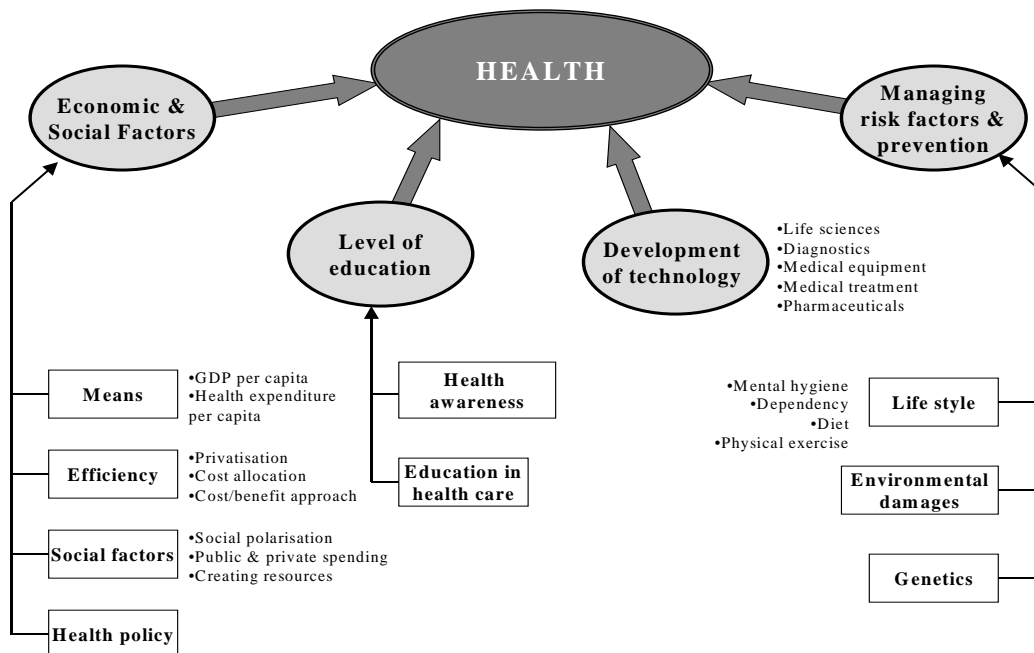 HEALTH
Economic &
Social Factors
Managing
risk factors &
prevention
Level of
education
Development
of technology
•Life sciences
•Diagnostics
•Medical equipment
•Medical treatment
•Pharmaceuticals
Means
•GDP per capita
•Health expenditure
per capita
Efficiency
•Privatisation
•Cost allocation
•Cost/benefit approach
Social factors
•Social polarisation
•Public & private spending
•Creating resources
Health policy
Health
awareness
Education in
health care
•Mental hygiene
•Dependency
•Diet
•Physical exercise
Life style
Environmental
damages
Genetics